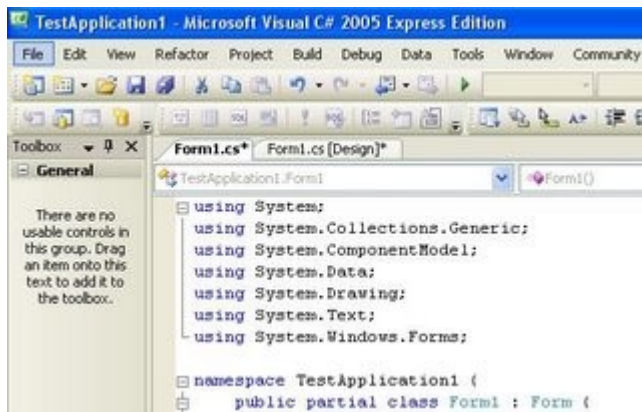 TestApplication1 - Microsoft Visual C# 2005 Express Edition
File Edit View Refactor Project Build Debug Data Tools Window Community
Toolbox
Form1.cs* Form1.cs [Design]*
General
TestApplication1.Form1 Form1()
There are no
usable controls in
this group. Drag
an item onto this
text to add it to
the toolbox.
using System;
using System.Collections.Generic;
using System.ComponentModel;
using System.Data;
using System.Drawing;
using System.Text;
using System.Windows.Forms;
namespace TestApplication1 {
public partial class Form1 : Form {